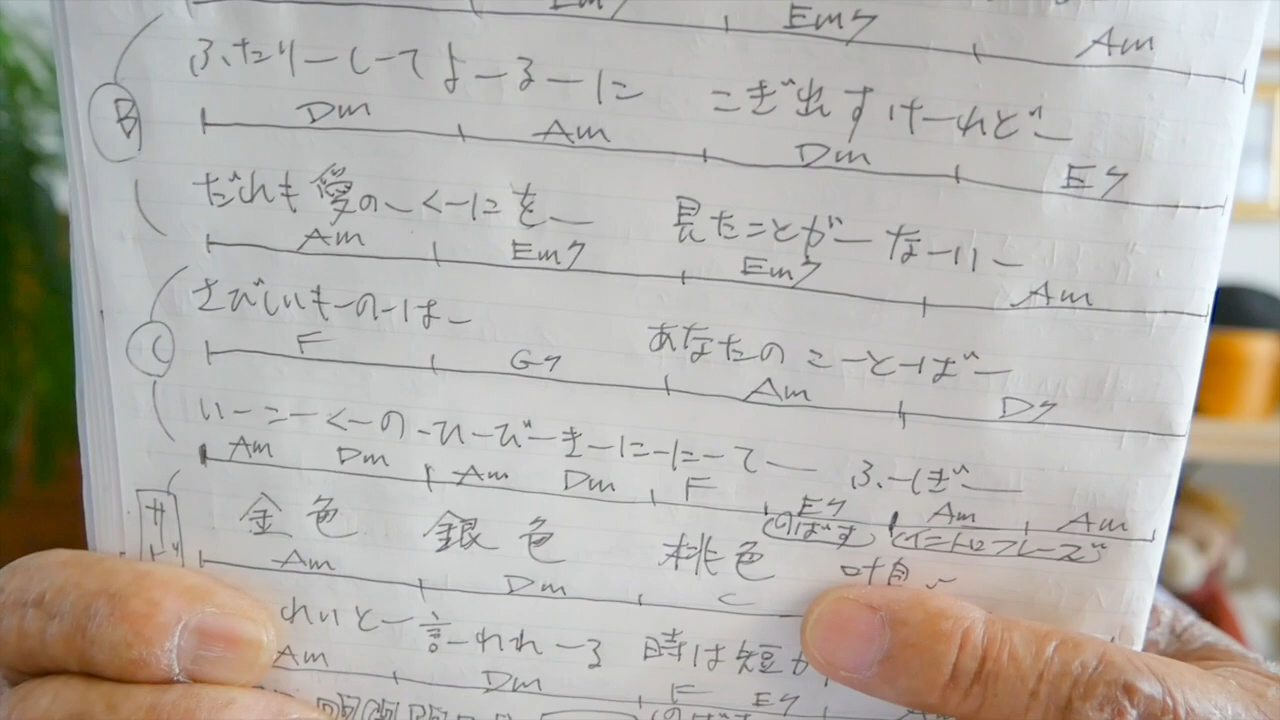 Em7 Em7 Am
ふたりーしーてよーるーに こぎ出すけーれどー
B Dm Am Dm E7
だれも愛のーくーにをー 見たことがーなーいー
Am Em7 Em7 Am
さびしいもーのーはー あなたのことーばー
C F G7 Am D7
いーこーくーのーひーびーきーにーにーてー ふーしぎー
Am Dm Am Dm F E7 Am Am
(のばす) (イントロフレーズ)
サ 金色 銀色 桃色
Am Dm C
れいとー言ーわれーる 時は短か
Am Dm F E7